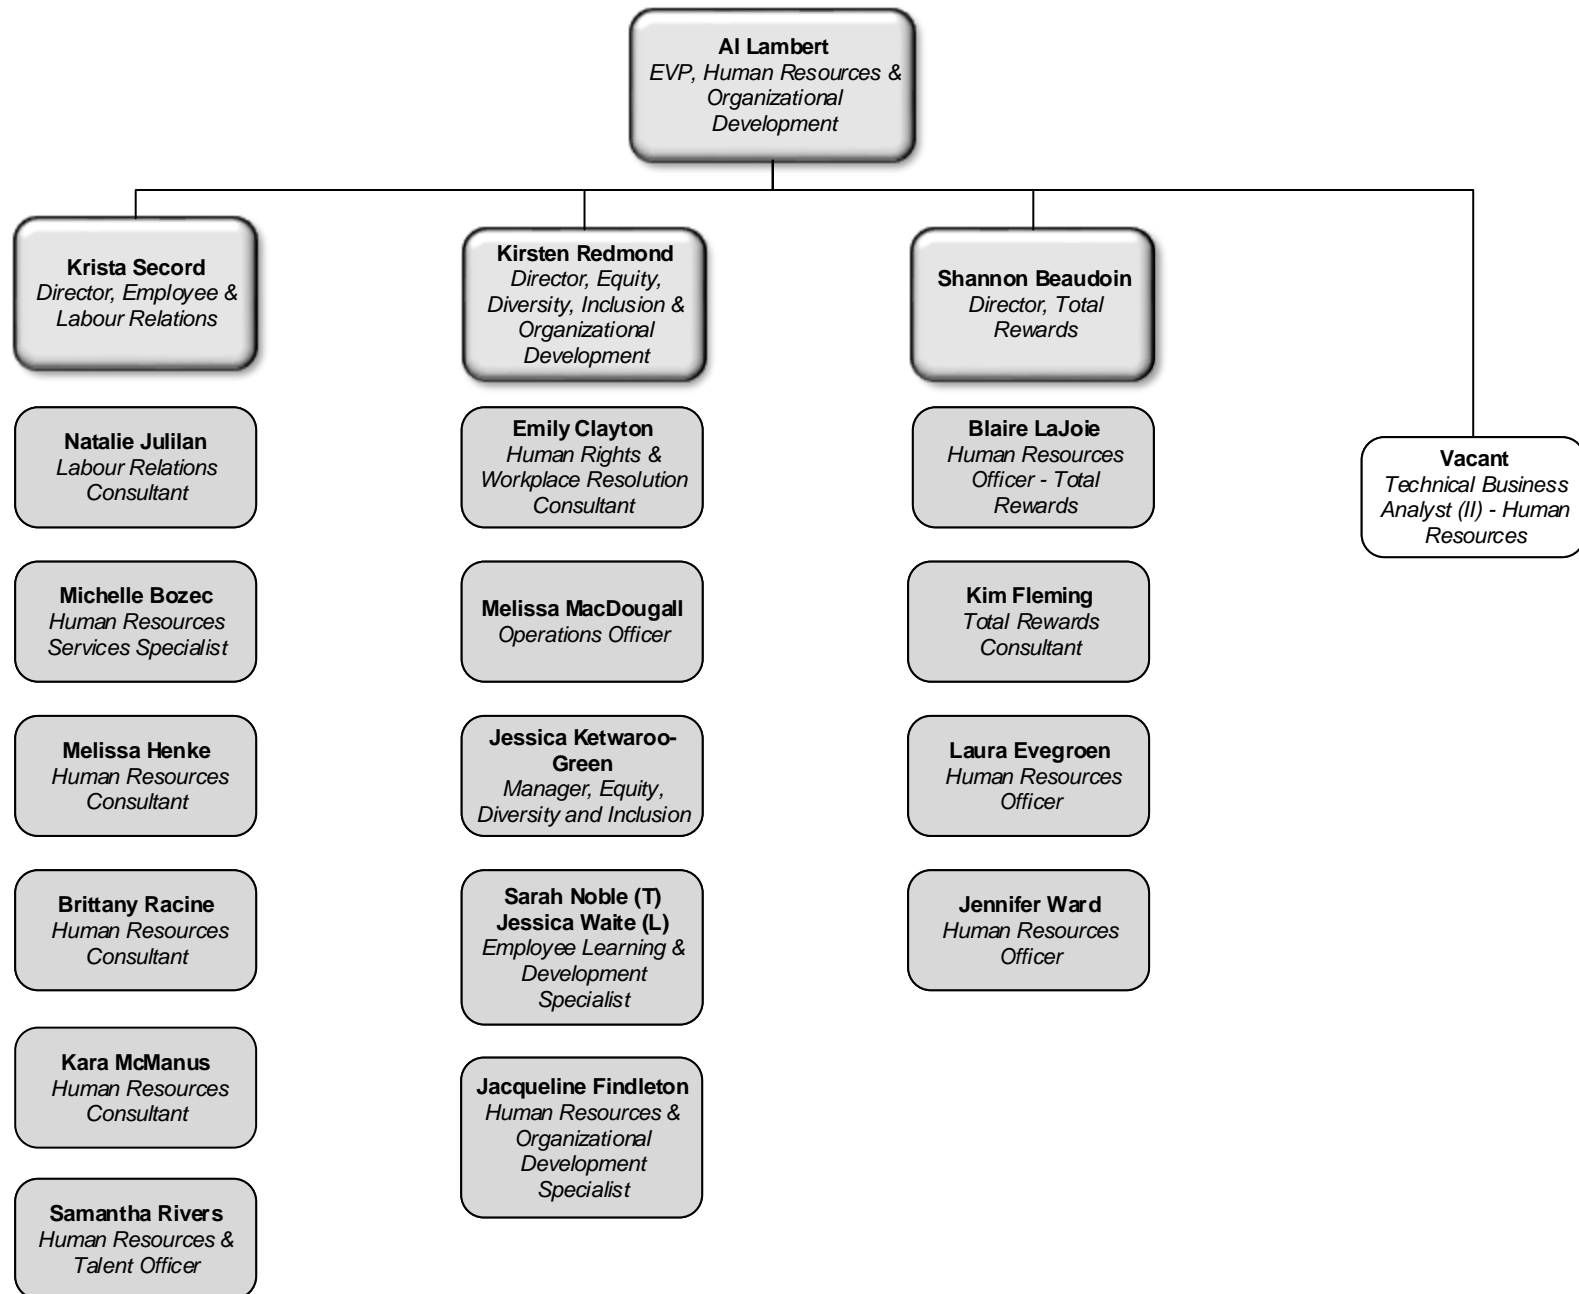 Al Lambert
EVP, Human Resources &
Organizational
Development
Krista Secord
Director, Employee &
Labour Relations
Natalie Julilan
Labour Relations
Consultant
Michelle Bozec
Human Resources
Services Specialist
Melissa Henke
Human Resources
Consultant
Brittany Racine
Human Resources
Consultant
Kara McManus
Human Resources
Consultant
Samantha Rivers
Human Resources &
Talent Officer
Kirsten Redmond
Director, Equity,
Diversity, Inclusion &
Organizational
Development
Emily Clayton
Human Rights &
Workplace Resolution
Consultant
Melissa MacDougall
Operations Officer
Jessica Ketwaroo-
Green
Manager, Equity,
Diversity and Inclusion
Sarah Noble (T)
Jessica Waite (L)
Employee Learning &
Development
Specialist
Jacqueline Findleton
Human Resources &
Organizational
Development
Specialist
Shannon Beaudoin
Director, Total
Rewards
Blaire LaJoie
Human Resources
Officer - Total
Rewards
Kim Fleming
Total Rewards
Consultant
Laura Evegroen
Human Resources
Officer
Jennifer Ward
Human Resources
Officer
Vacant
Technical Business
Analyst (II) - Human
Resources